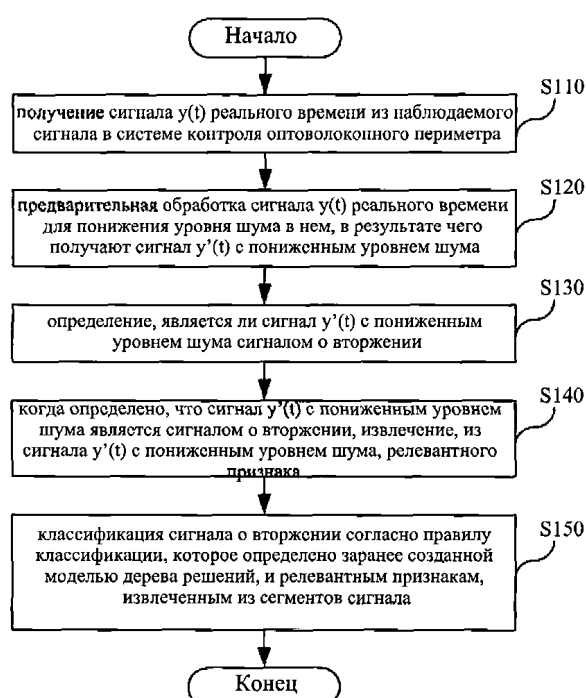 Начало
S110
получение сигнала y(t) реального времени из наблюдаемого
сигнала в системе контроля оптоволоконного периметра
S120
предварительная обработка сигнала y(t) реального времени
для понижения уровня шума в нем, в результате чего
получают сигнал y'(t) с пониженным уровнем шума
S130
определение, является ли сигнал y'(t) с пониженным
уровнем шума сигналом о вторжении
S140
когда определено, что сигнал y'(t) с пониженным уровнем
шума является сигналом о вторжении, извлечение, из
сигнала y'(t) с пониженным уровнем шума, релевантного
признака
S150
классификация сигнала о вторжении согласно правилу
классификации, которое определено заранее созданной
моделью дерева решений, и релевантным признакам,
извлеченным из сегментов сигнала
Конец